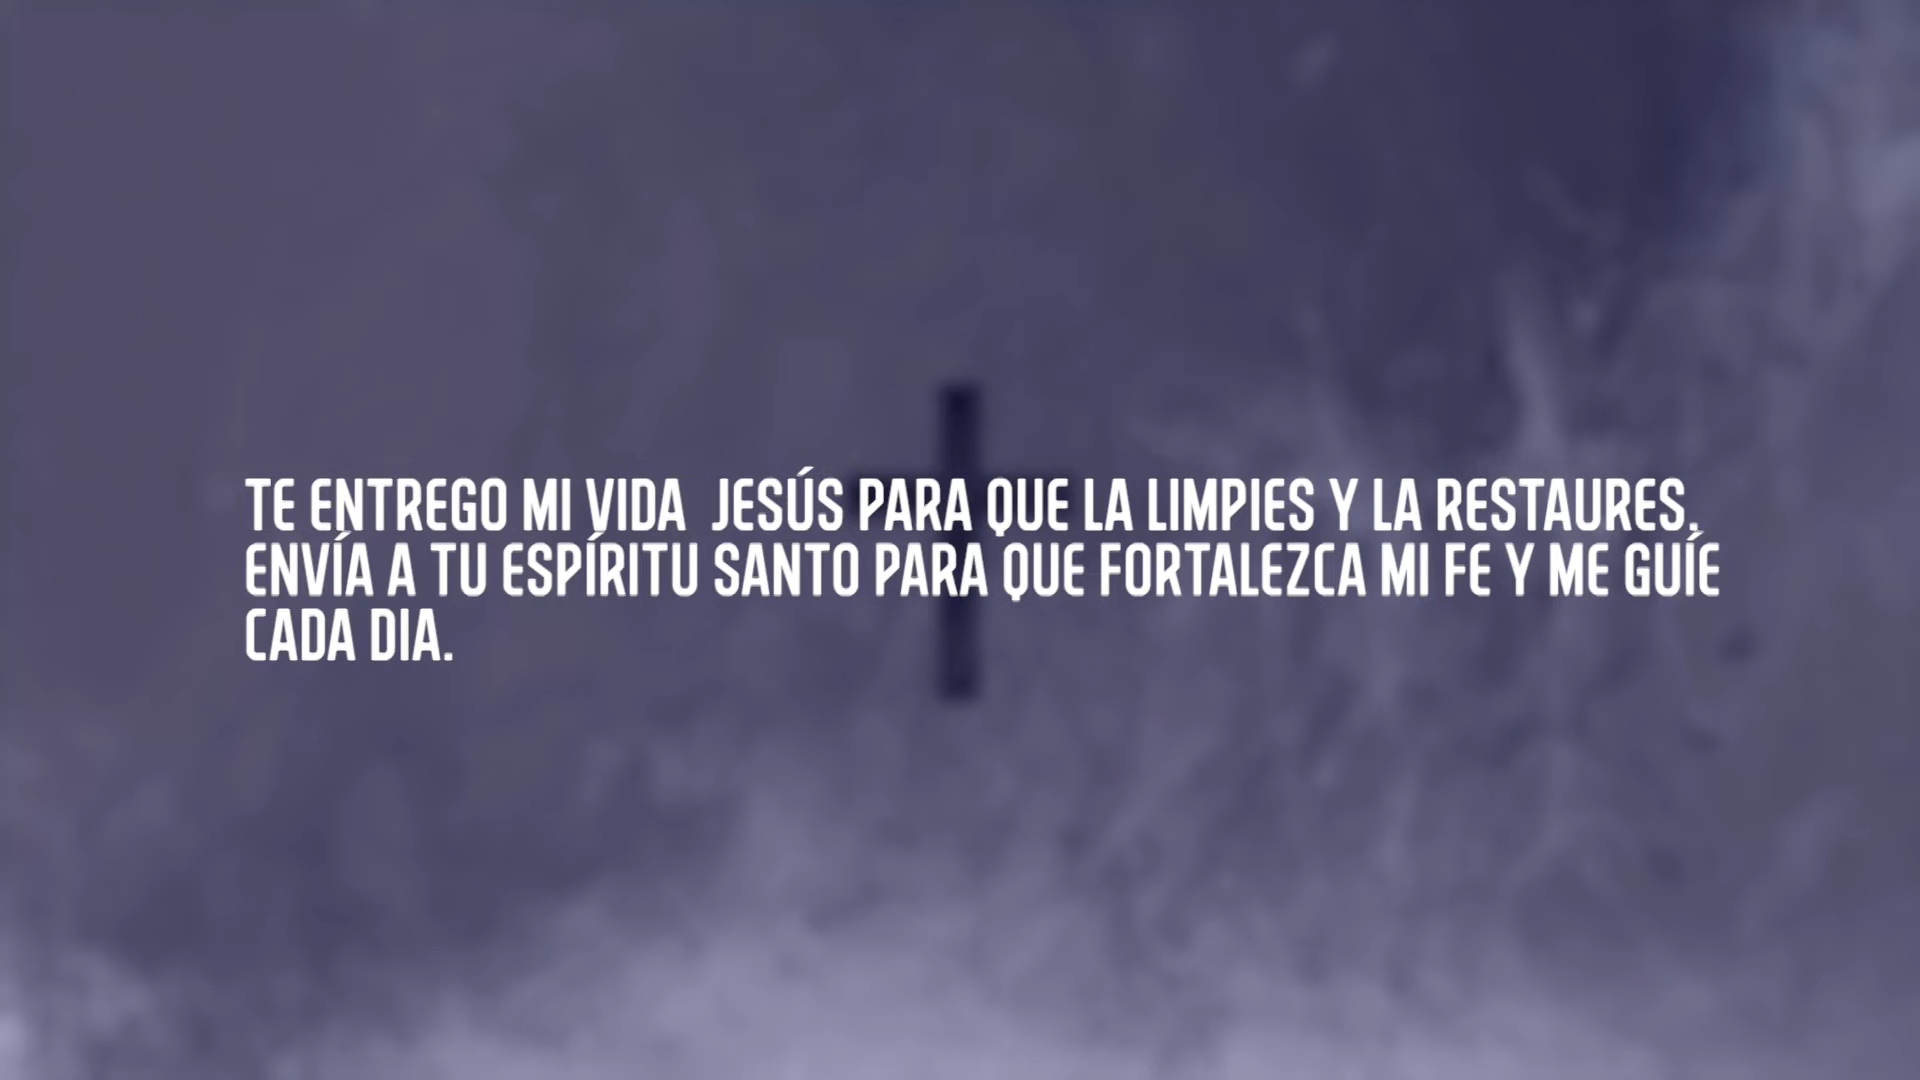 TE ENTREGO MI VIDA  JESÚS PARA QUE LA LIMPIES Y LA RESTAURES.
ENVÍA A TU ESPÍRITU SANTO PARA QUE FORTALEZCA MI FE Y ME GUÍE
CADA DIA.